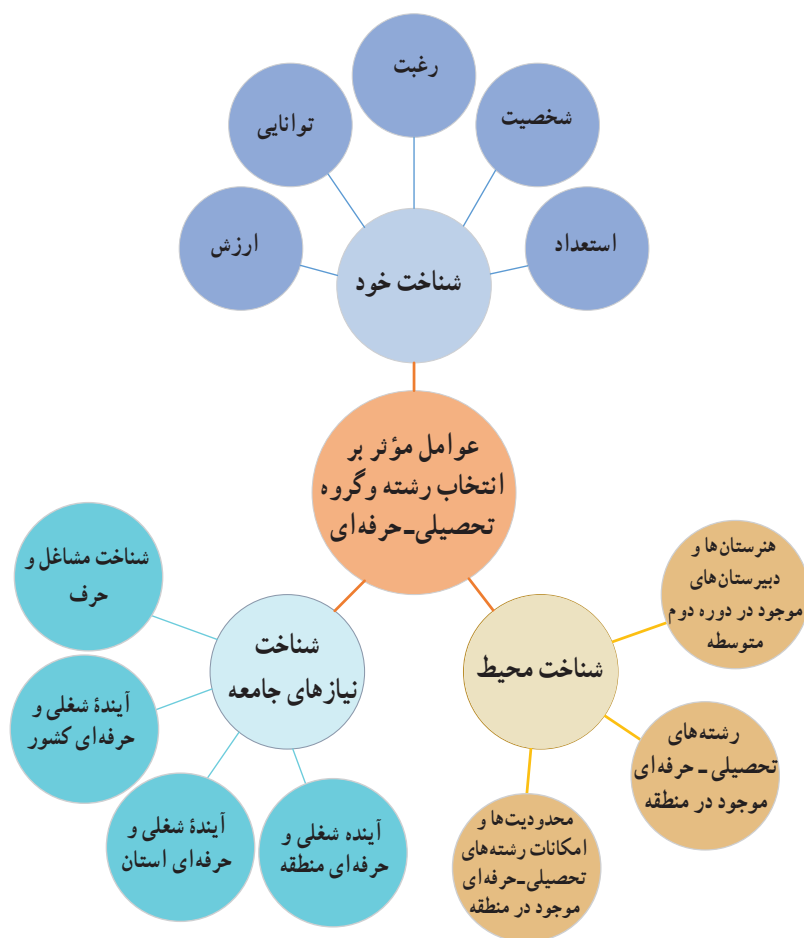 رغبت
توانایی
شخصیت
ارزش
استعداد
شناخت خود
عوامل مؤثر بر
انتخاب رشته وگروه
تحصیلی-حرفه‌ای
شناخت مشاغل و
حرف
آیندهٔ شغلی و
حرفه‌ای کشور
آیندهٔ شغلی و
حرفه‌ای استان
آینده شغلی و
حرفه‌ای منطقه
شناخت
نیازهای جامعه
شناخت محیط
هنرستان‌ها و
دبیرستان‌های
موجود در دوره دوم
متوسطه
رشته‌های
تحصیلی - حرفه‌ای
موجود در منطقه
محدودیت‌ها و
امکانات رشته‌های
تحصیلی-حرفه‌ای
موجود در منطقه